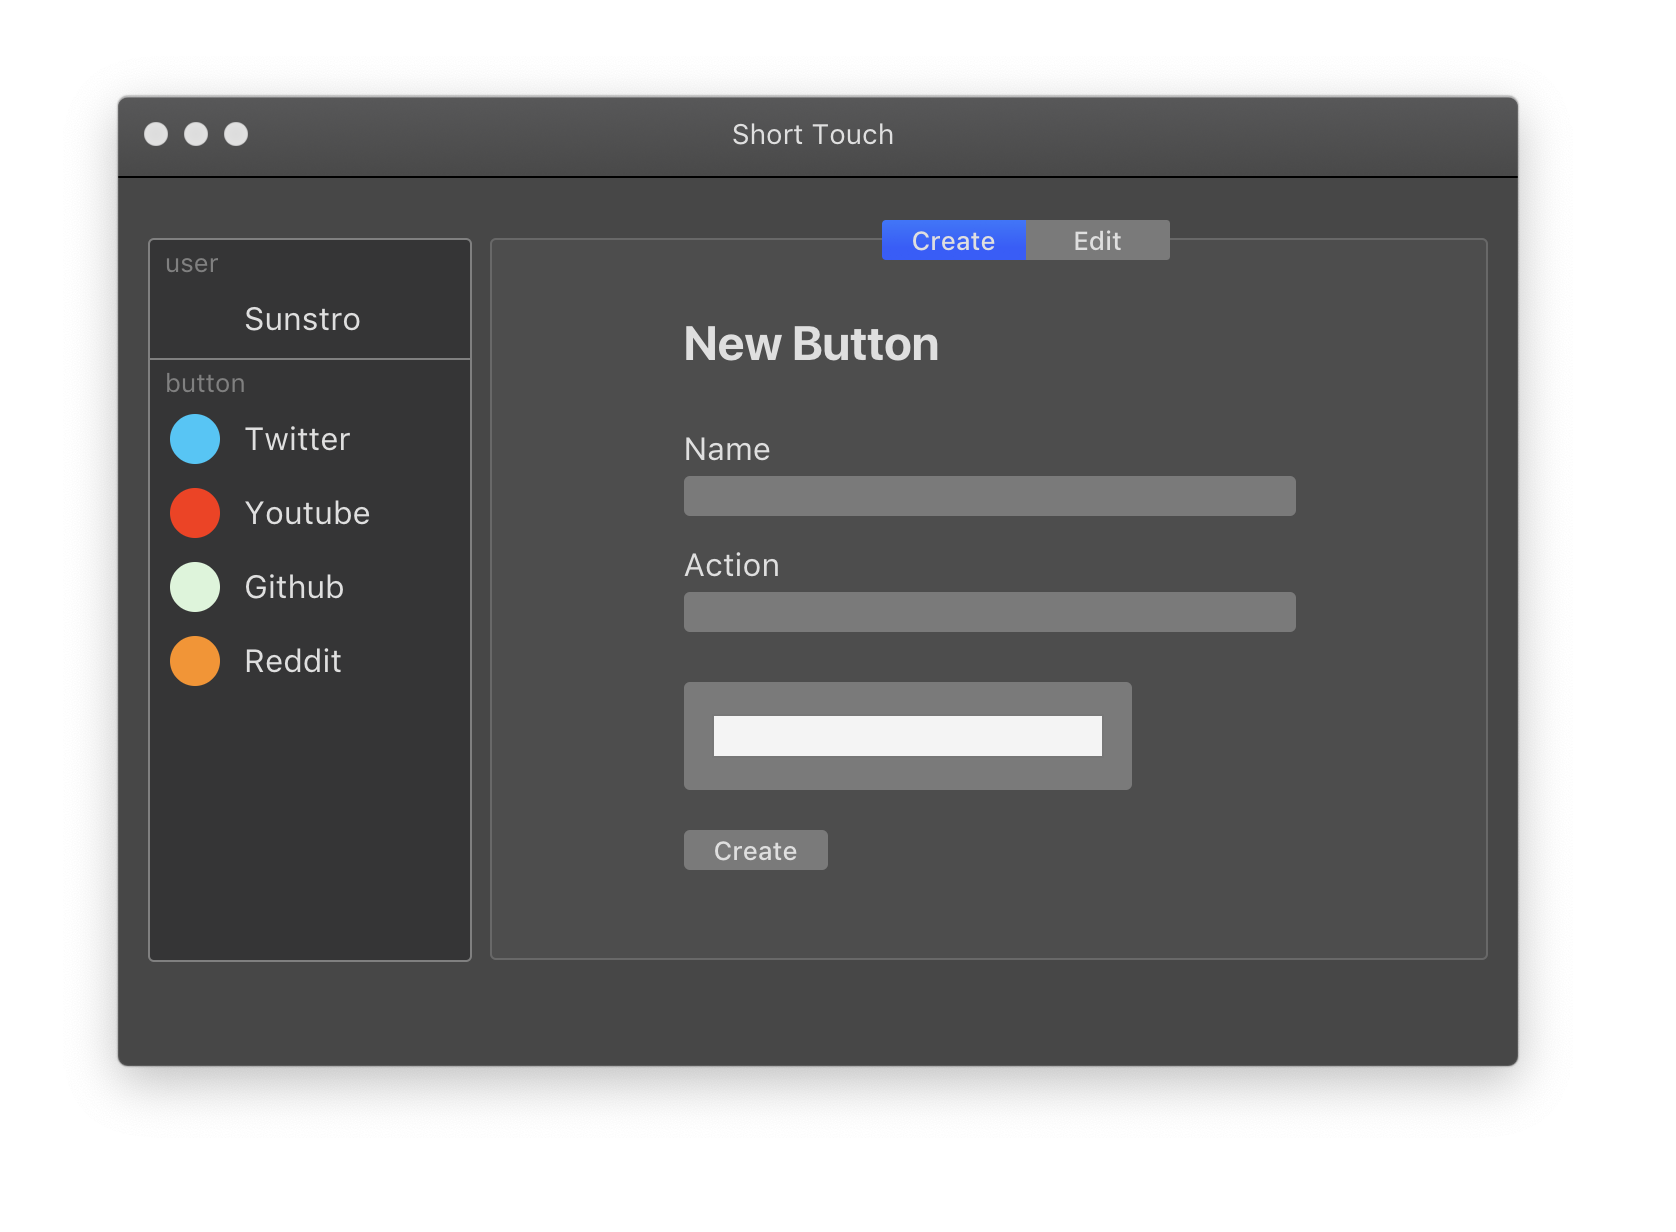 Short Touch
user
Sunstro
button
Twitter
Youtube
Github
Reddit
Create Edit
New Button
Name
Action
Create